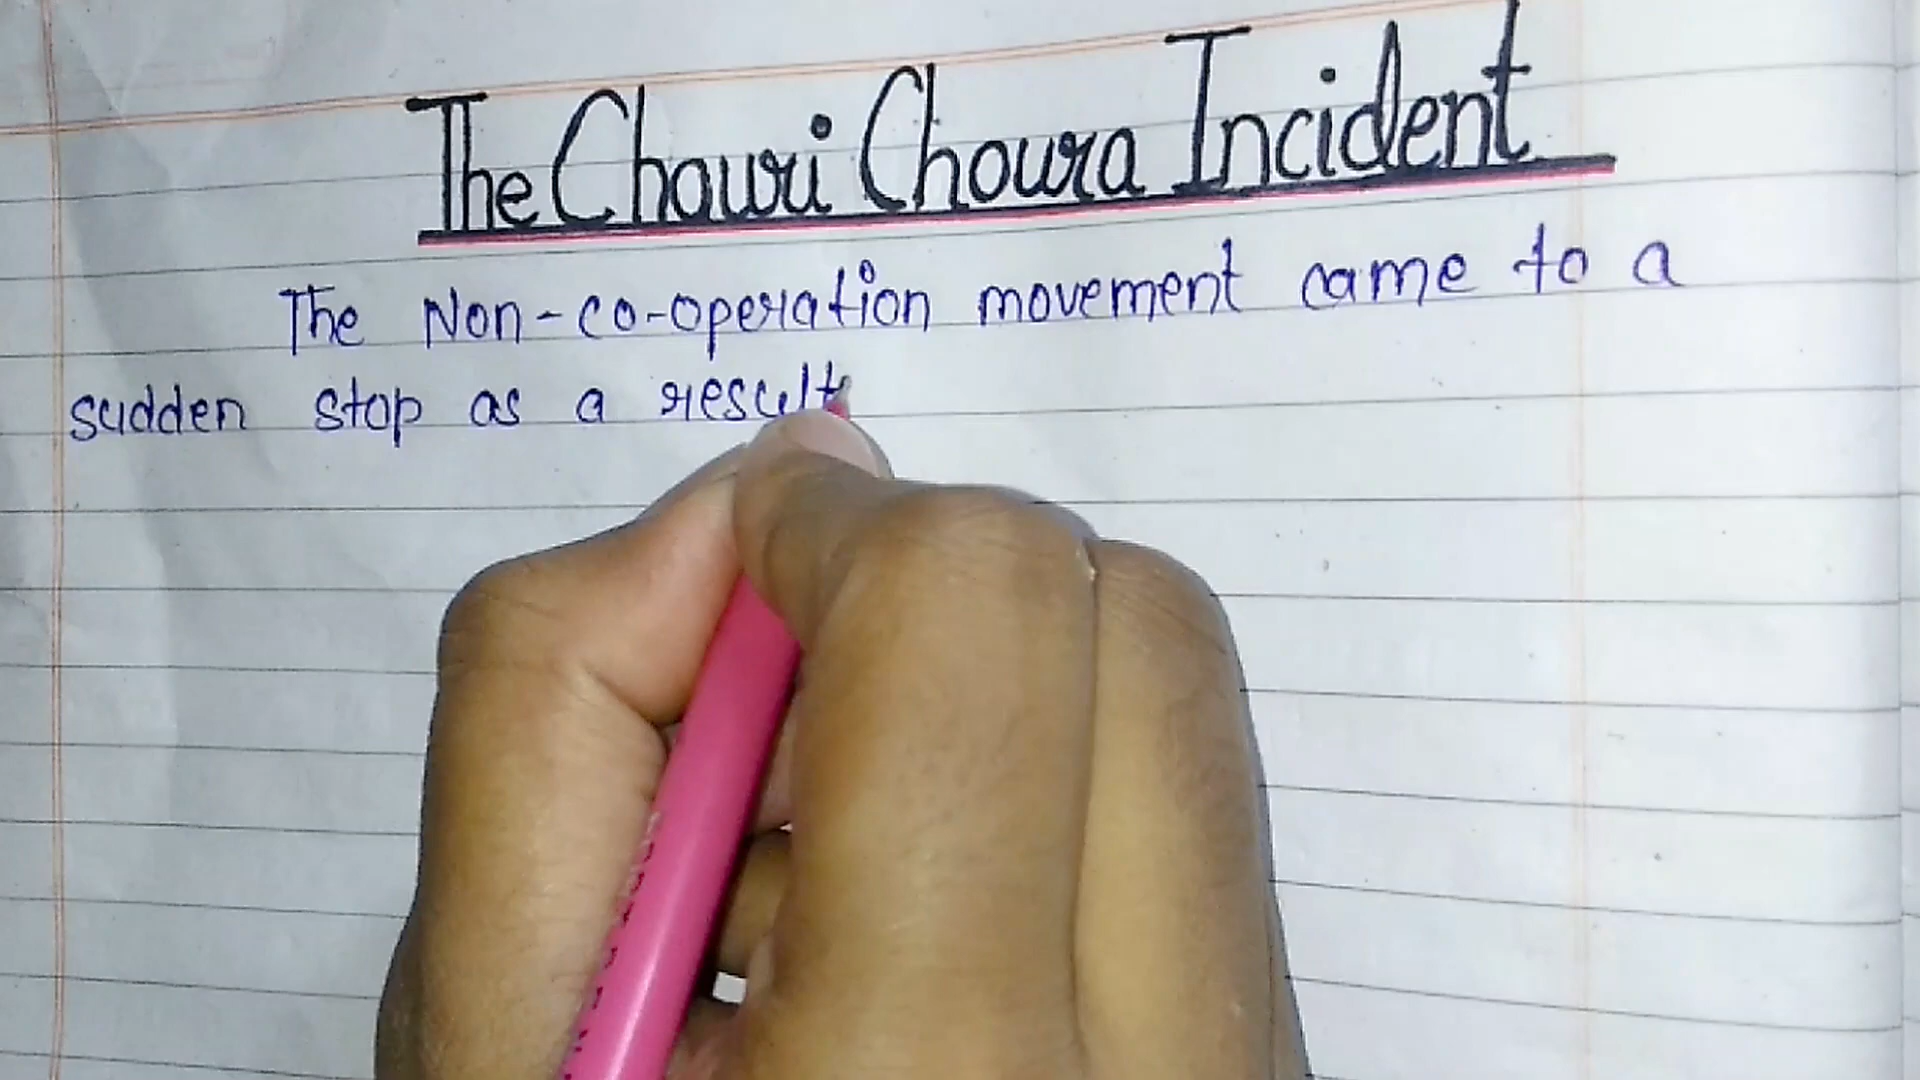 The Chauri Choura Incident
The Non-co-operation movement came to a
sudden stop as a result